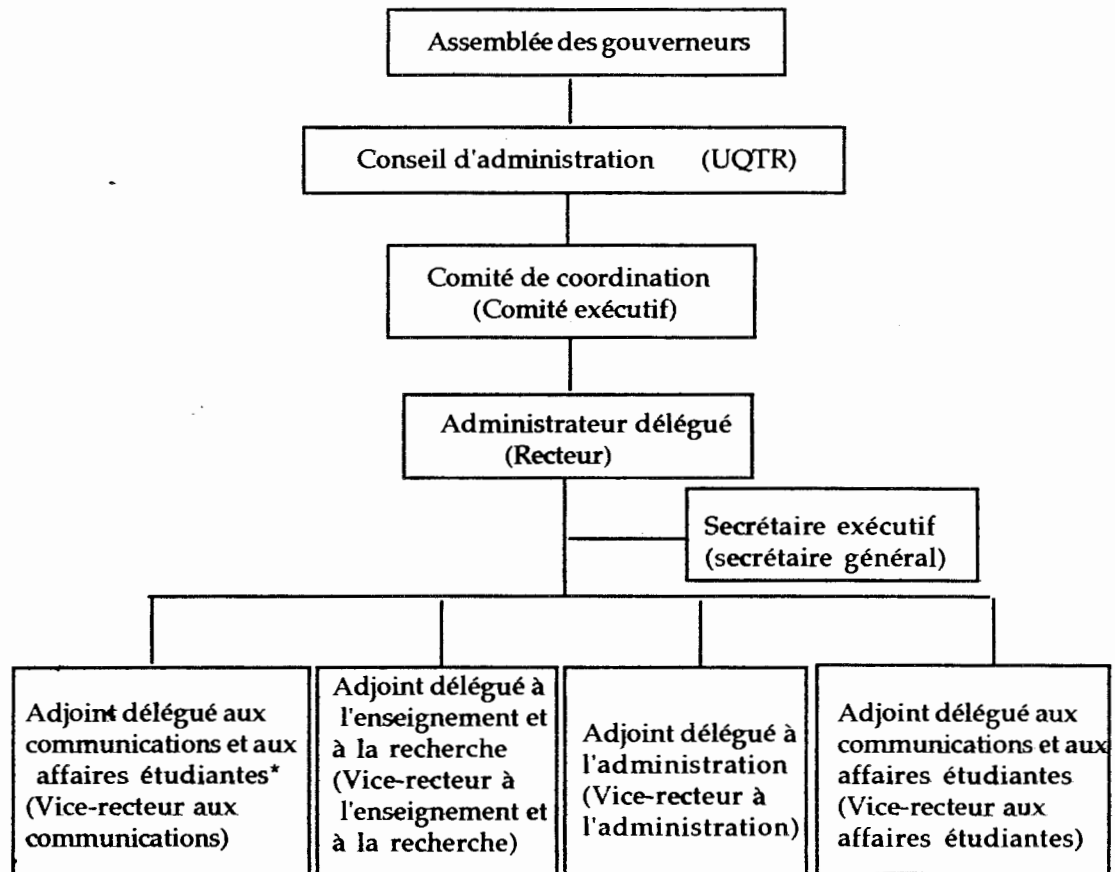 Assemblée des gouverneurs
Conseil d'administration (UQTR)
Comité de coordination
(Comité exécutif)
Administrateur délégué
(Recteur)
Secrétaire exécutif
(secrétaire général)
Adjoint délégué aux
communications et aux
affaires étudiantes*
(Vice-recteur aux
communications)
Adjoint délégué à
l'enseignement et
à la recherche
(Vice-recteur à
l'enseignement et
à la recherche)
Adjoint délégué à
l'administration
(Vice-recteur à
l'administration)
Adjoint délégué aux
communications et aux
affaires étudiantes
(Vice-recteur aux
affaires étudiantes)